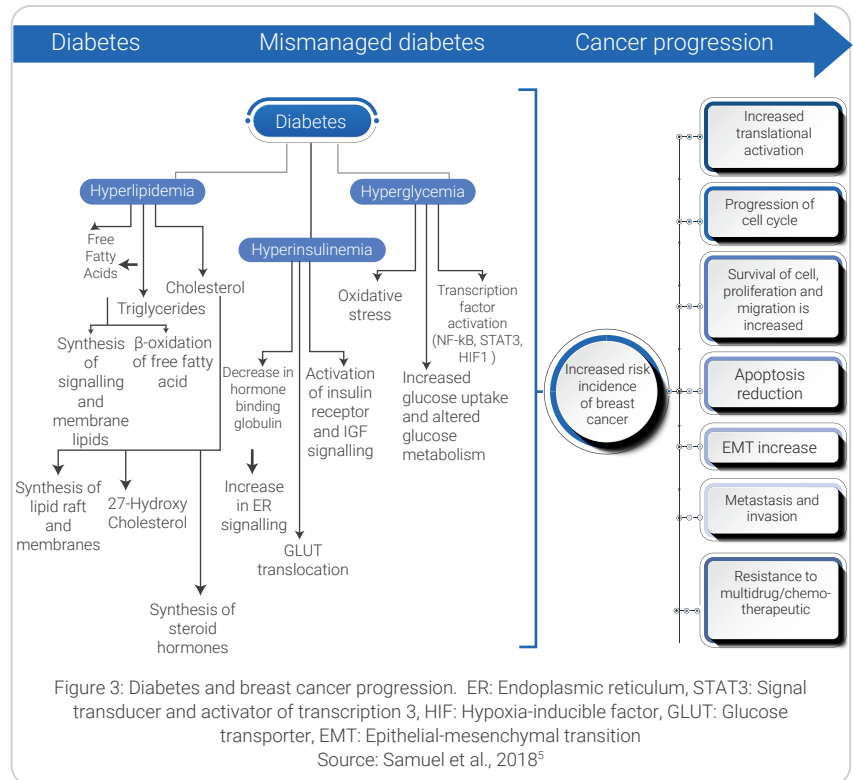 Diabetes
Mismanaged diabetes
Cancer progression
Diabetes
Hyperlipidemia
Hyperglycemia
Hyperinsulinemia
Free
Fatty
Acids
Triglycerides
Cholesterol
Synthesis
of
signalling
and
membrane
lipids
β-oxidation
of free fatty
acid
Synthesis of
lipid raft
and
membranes
27-Hydroxy
Cholesterol
Synthesis of
steroid
hormones
Decrease in
hormone
binding
globulin
Increase
in ER
signalling
GLUT
translocation
Activation
of insulin
receptor
and IGF
signalling
Oxidative
stress
Increased
glucose uptake
and altered
glucose
metabolism
Transcription
factor
activation
(NF-kB, STAT3,
HIF1 )
Increased risk
incidence
of breast
cancer
Increased
translational
activation
Progression of
cell cycle
Survival of cell,
proliferation and
migration is
increased
Apoptosis
reduction
EMT increase
Metastasis and
invasion
Resistance to
multidrug/chemo-
therapeutic
Figure 3: Diabetes and breast cancer progression. ER: Endoplasmic reticulum, STAT3: Signal
transducer and activator of transcription 3, HIF: Hypoxia-inducible factor, GLUT: Glucose
transporter, EMT: Epithelial-mesenchymal transition
Source: Samuel et al., 2018⁵